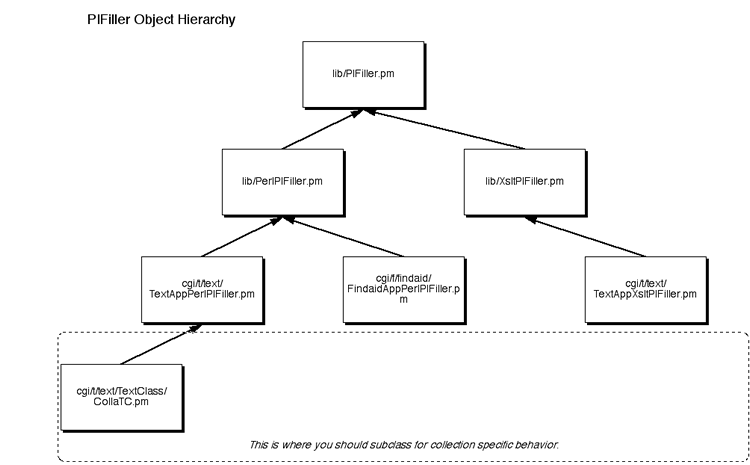 PIFiller Object Hierarchy
lib/PIFiller.pm
lib/PerlPIFiller.pm
lib/XsltPIFiller.pm
cgi/t/text/
TextAppPerlPIFiller.pm
cgi/f/findaid/
FindaidAppPerlPIFiller.p
m
cgi/t/text/
TextAppXsltPIFiller.pm
cgi/t/text/TextClass/
CollaTC.pm
This is where you should subclass for collection specific behavior.